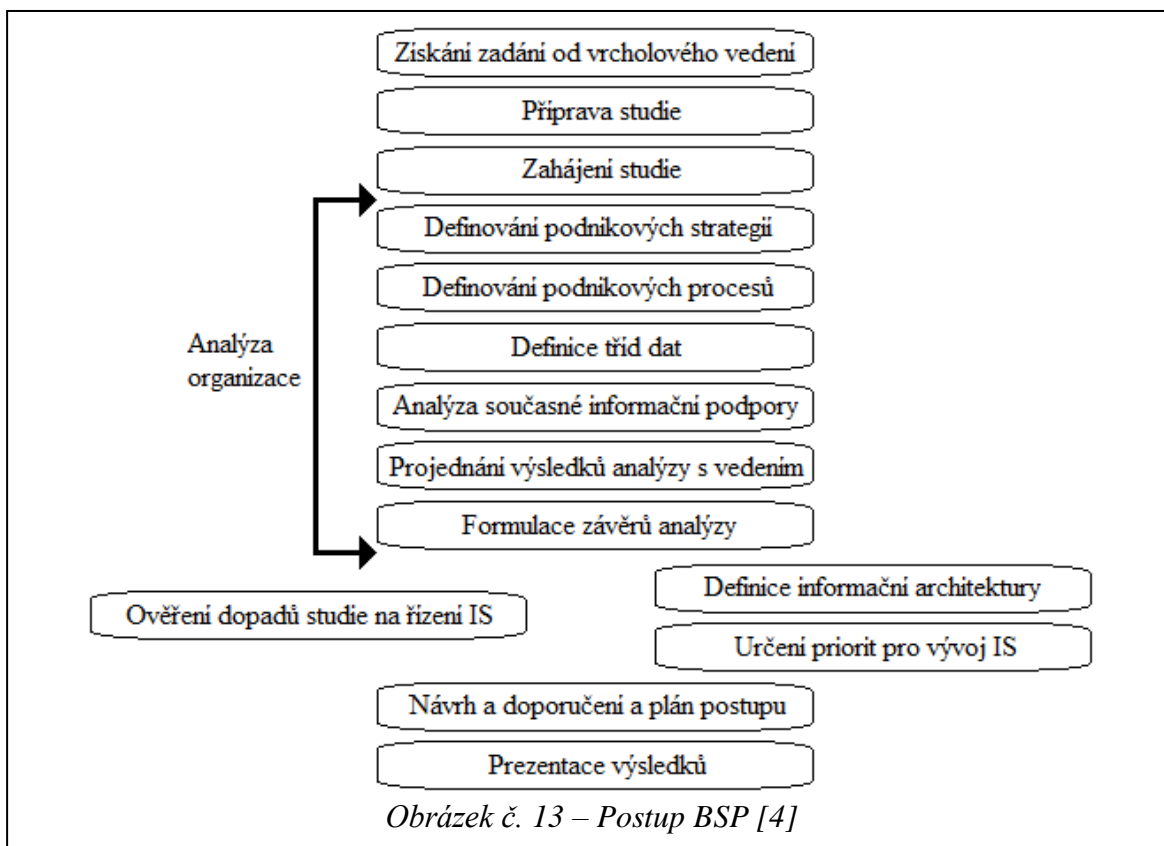 Získání zadání od vrcholového vedení
Příprava studie
Zahájení studie
Definování podnikových strategií
Definování podnikových procesů
Analýza
organizace
Definice tříd dat
Analýza současné informační podpory
Projednání výsledků analýzy s vedením
Formulace závěrů analýzy
Ověření dopadů studie na řízení IS
Definice informační architektury
Určení priorit pro vývoj IS
Návrh a doporučení a plán postupu
Prezentace výsledků
Obrázek č. 13 – Postup BSP [4]